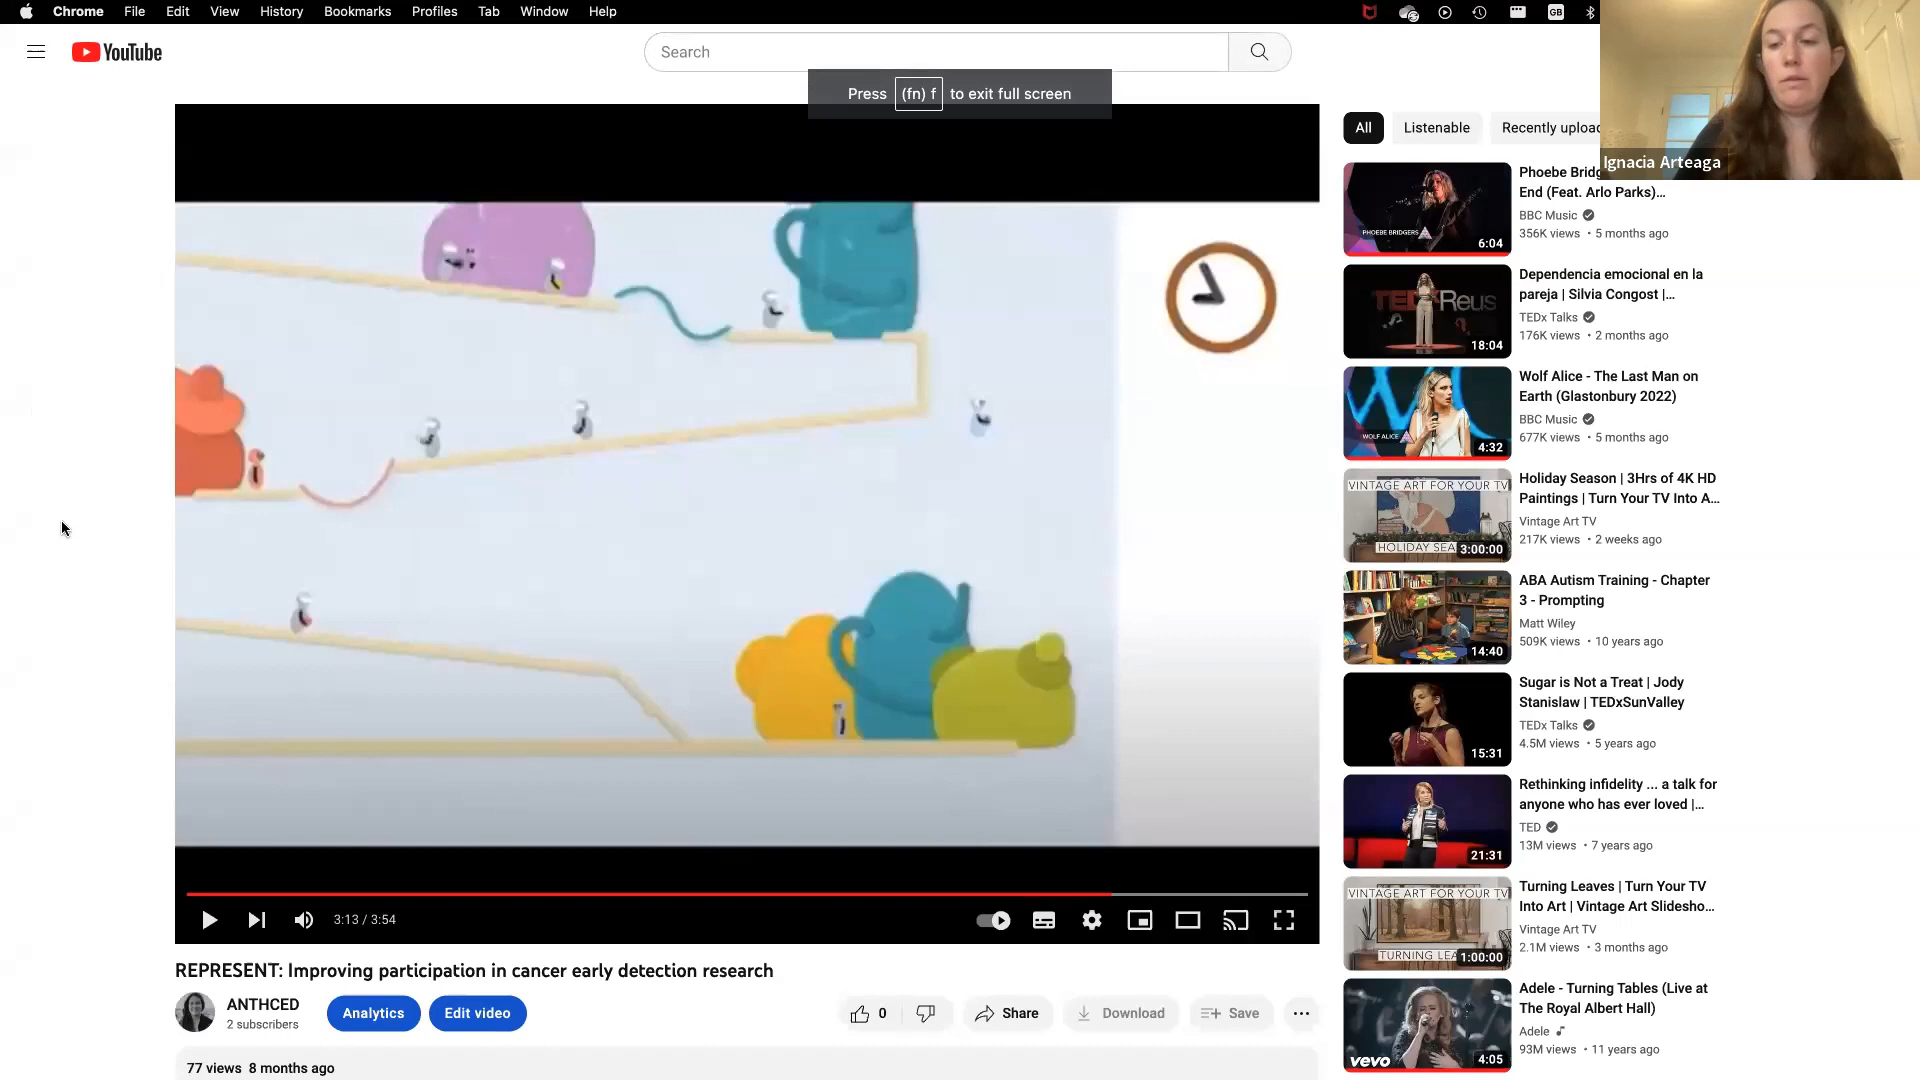 Chrome File Edit View History Bookmarks Profiles Tab Window Help
GB
YouTube
Search
Press (fn) f to exit full screen
Ignacia Arteaga
All Listenable Recently uploa
Phoebe Brid
End (Feat. Arlo Parks)...
BBC Music
356K views • 5 months ago
PHOEBE BRIDGERS
6:04
Dependencia emocional en la
pareja | Silvia Congost |...
TEDx Talks
176K views • 2 months ago
TEDxReus
18:04
Wolf Alice - The Last Man on
Earth (Glastonbury 2022)
BBC Music
677K views • 5 months ago
WOLF ALICE
4:32
Holiday Season | 3Hrs of 4K HD
Paintings | Turn Your TV Into A...
Vintage Art TV
217K views • 2 weeks ago
VINTAGE ART FOR YOUR TV
HOLIDAY SEA
3:00:00
ABA Autism Training - Chapter
3 - Prompting
Matt Wiley
509K views • 10 years ago
14:40
Sugar is Not a Treat | Jody
Stanislaw | TEDxSunValley
TEDx Talks
4.5M views • 5 years ago
15:31
Rethinking infidelity ... a talk for
anyone who has ever loved |...
TED
13M views • 7 years ago
21:31
Turning Leaves | Turn Your TV
Into Art | Vintage Art Slidesho...
Vintage Art TV
2.1M views • 3 months ago
VINTAGE ART FOR YOUR TV
TURNING LEA
1:00:00
Adele - Turning Tables (Live at
The Royal Albert Hall)
Adele
93M views • 11 years ago
vevo
4:05
3:13 / 3:54
REPRESENT: Improving participation in cancer early detection research
ANTHCED
2 subscribers
Analytics Edit video
0 Share Download Save
77 views 8 months ago